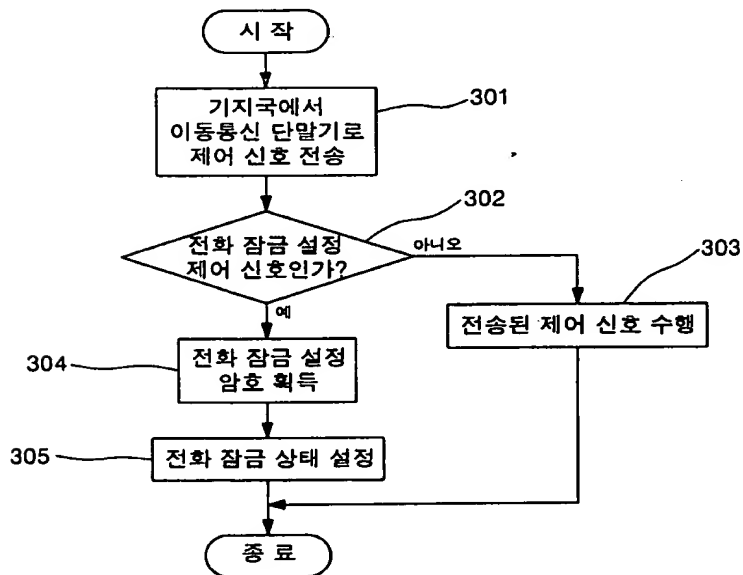 시 작
기지국에서
이동통신 단말기로
제어 신호 전송
301
302
전화 잠금 설정
제어 신호인가?
아니오
예
303
전송된 제어 신호 수행
304
전화 잠금 설정
암호 획득
305
전화 잠금 상태 설정
종 료